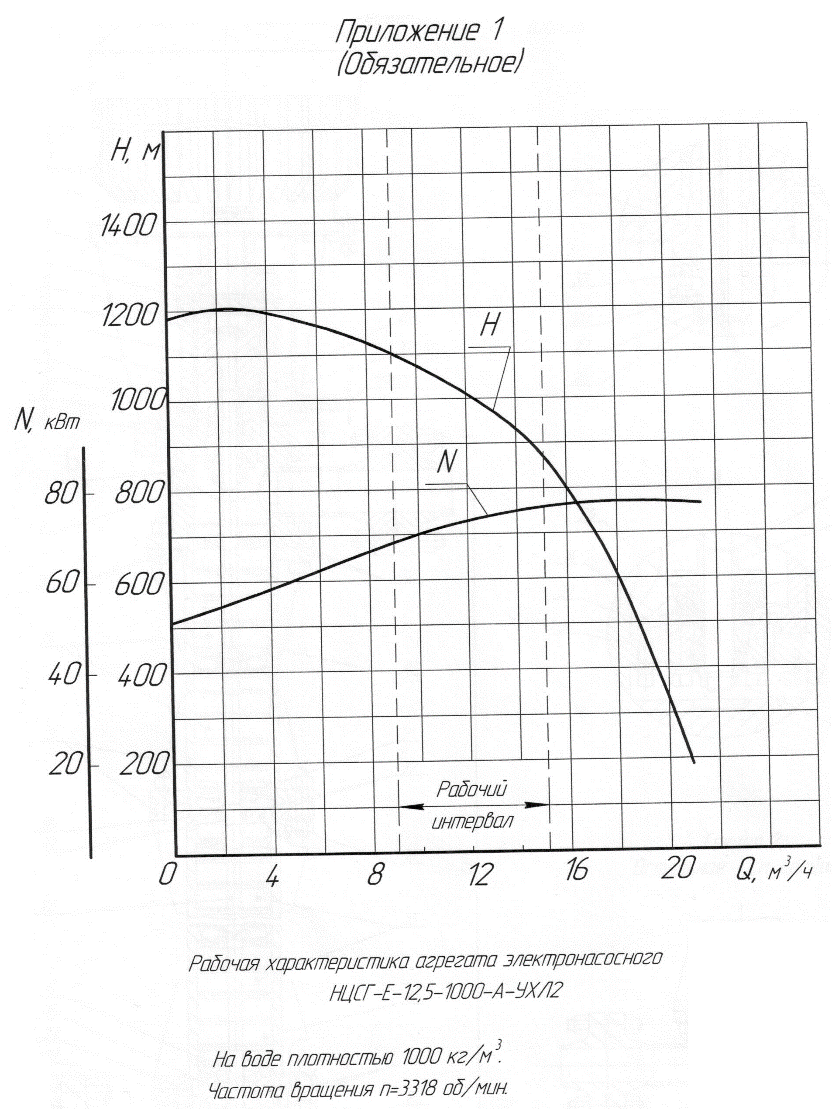 Приложение 1
(Обязательное)
H, м
1400
1200
1000
800
600
400
200
N, кВт
80
60
40
20
H
N
Рабочий
интервал
0 4 8 12 16 20 Q, м³/ч
Рабочая характеристика агрегата электронасосного
НЦСГ-Е-12,5-1000-А-УХЛ2
На воде плотностью 1000 кг/м³.
Частота вращения n=3318 об/мин.